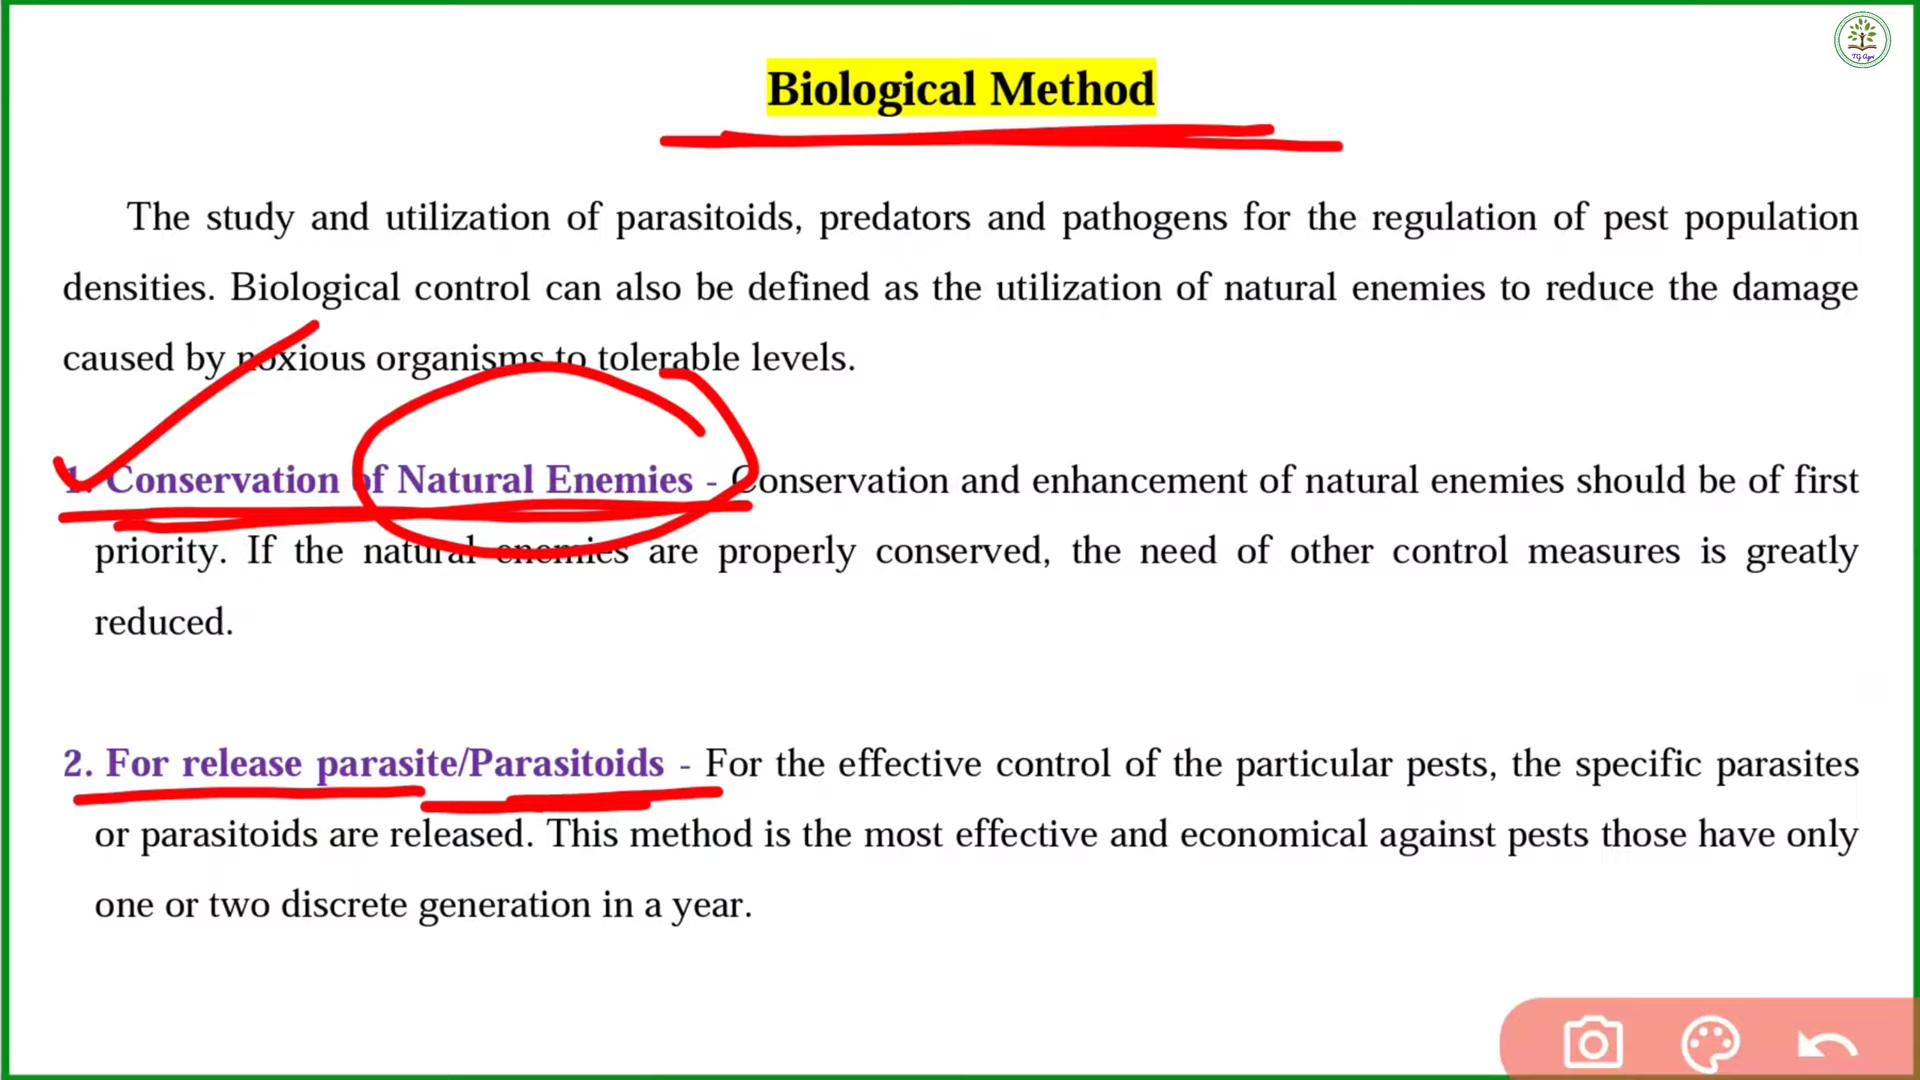 TG Agri
Biological Method
The study and utilization of parasitoids, predators and pathogens for the regulation of pest population
densities. Biological control can also be defined as the utilization of natural enemies to reduce the damage
caused by noxious organisms to tolerable levels.
1. Conservation of Natural Enemies - Conservation and enhancement of natural enemies should be of first
priority. If the natural enemies are properly conserved, the need of other control measures is greatly
reduced.
2. For release parasite/Parasitoids - For the effective control of the particular pests, the specific parasites
or parasitoids are released. This method is the most effective and economical against pests those have only
one or two discrete generation in a year.